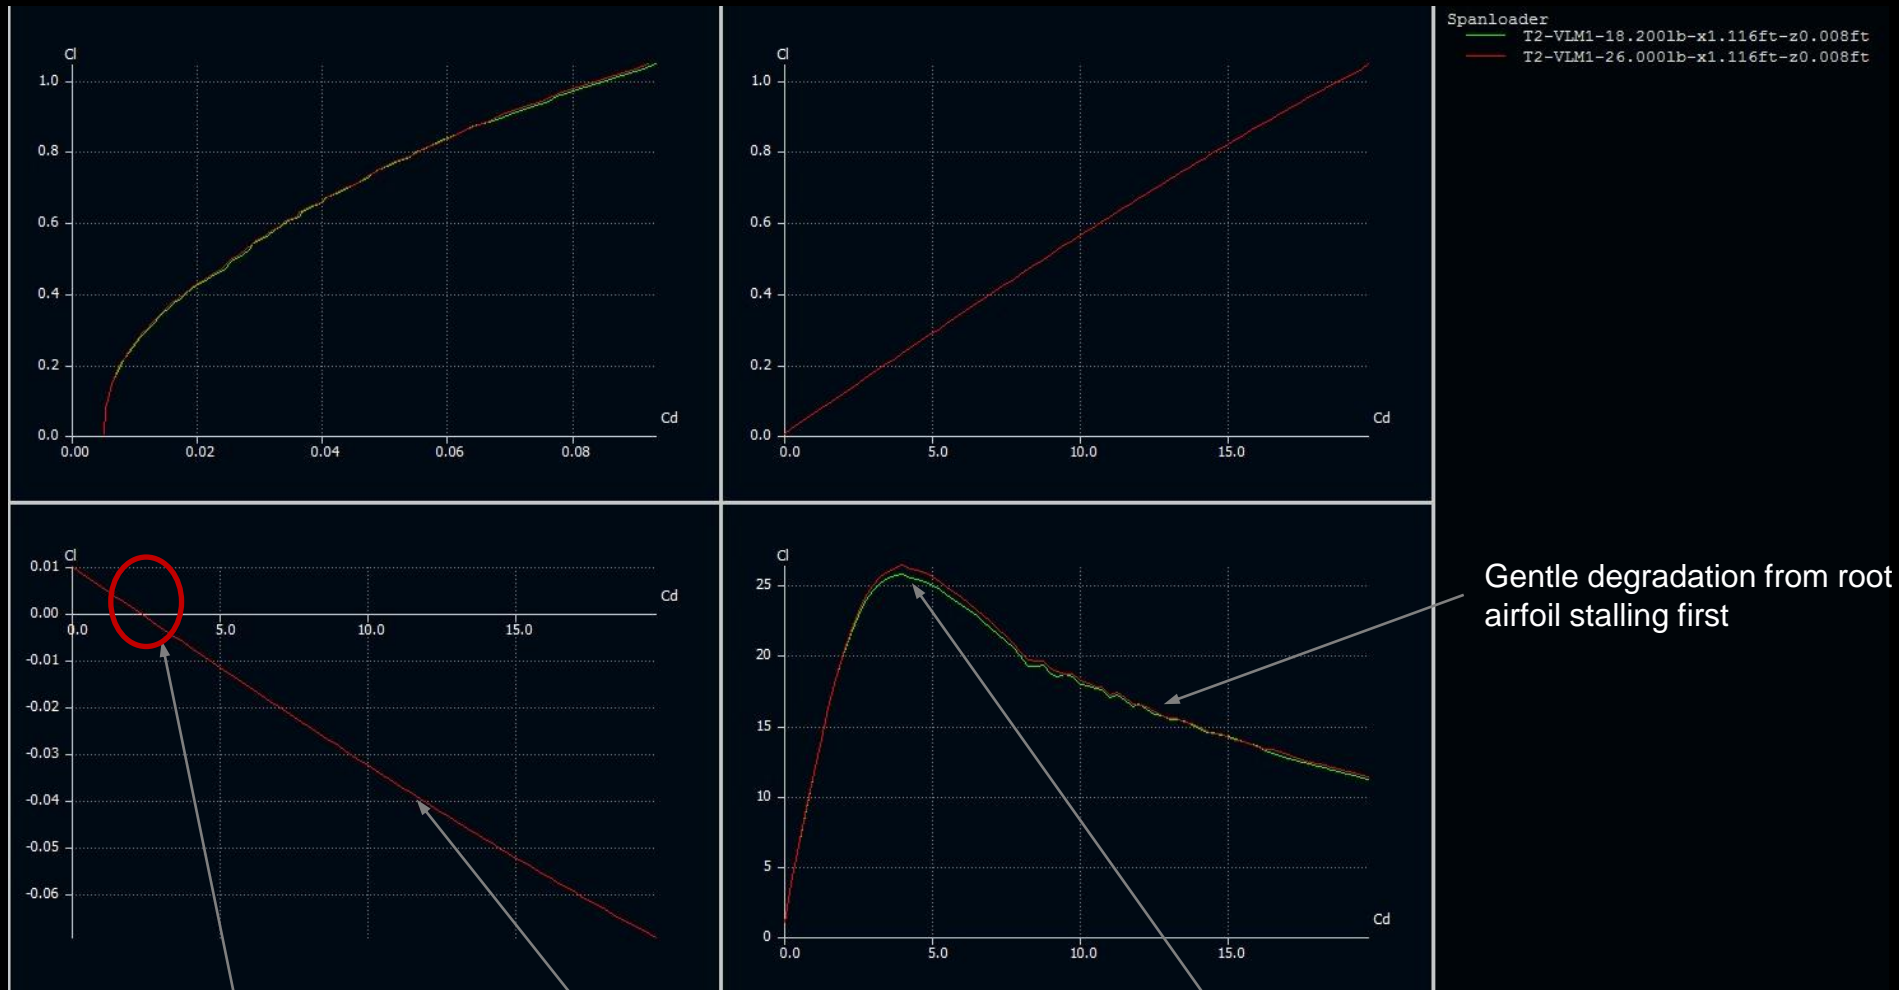 Cl
1.0
0.8
0.6
0.4
0.2
0.0
Cd
0.00 0.02 0.04 0.06 0.08
Cl
1.0
0.8
0.6
0.4
0.2
0.0
Cd
0.0 5.0 10.0 15.0
Spanloader
T2-VLM1-18.200lb-x1.116ft-z0.008ft
T2-VLM1-26.000lb-x1.116ft-z0.008ft
Cl
0.01
Cd
0.00
0.0 5.0 10.0 15.0
-0.01
-0.02
-0.03
-0.04
-0.05
-0.06
Cl
25
20
15
10
5
0
Cd
0.0 5.0 10.0 15.0
Gentle degradation from root
airfoil stalling first